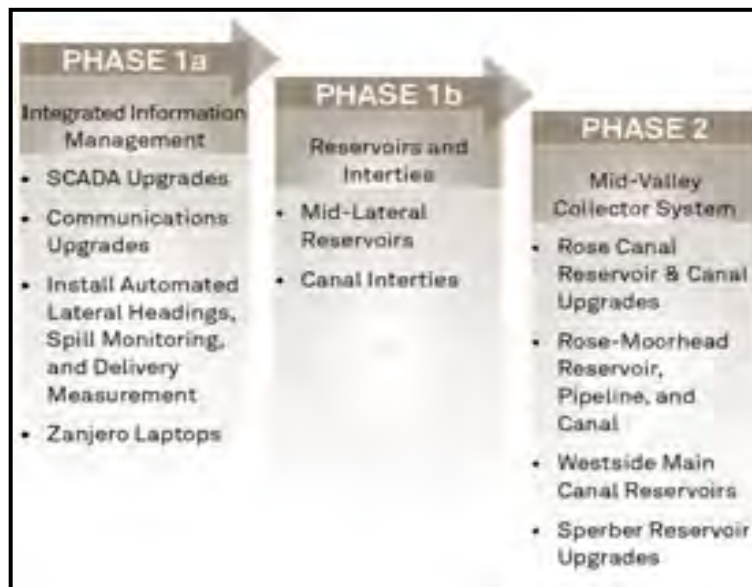 PHASE 1a
Integrated Information
Management
• SCADA Upgrades
• Communications
Upgrades
• Install Automated
Lateral Headings,
Spill Monitoring,
and Delivery
Measurement
• Zanjero Laptops
PHASE 1b
Reservoirs and
Interties
• Mid-Lateral
Reservoirs
• Canal Interties
PHASE 2
Mid-Valley
Collector System
• Rose Canal
Reservoir & Canal
Upgrades
• Rose-Moorhead
Reservoir,
Pipeline, and
Canal
• Westside Main
Canal Reservoirs
• Sperber Reservoir
Upgrades